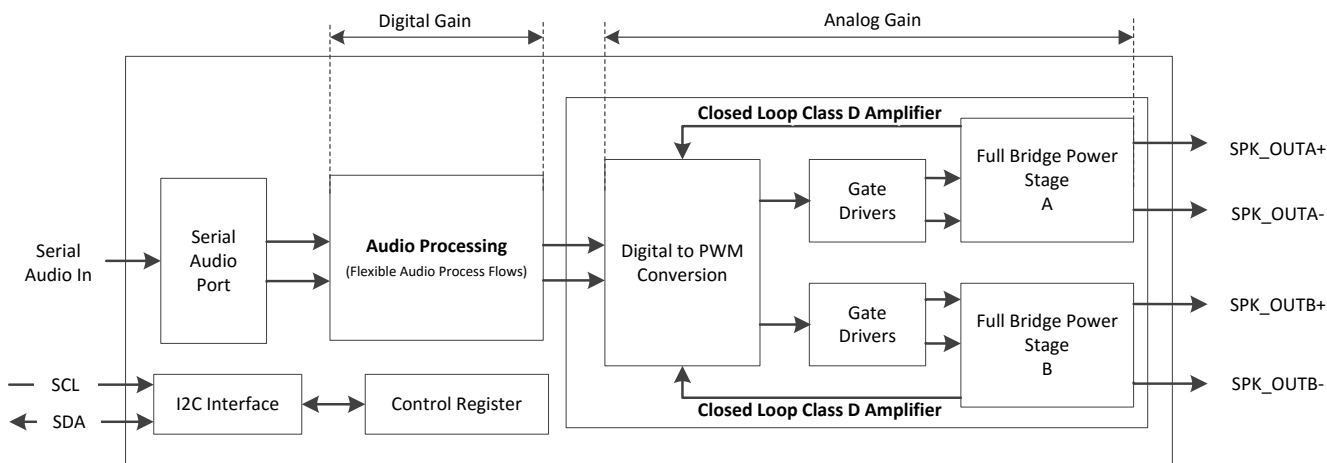 Digital Gain
Analog Gain
Closed Loop Class D Amplifier
Full Bridge Power
Stage
A
SPK_OUTA+
SPK_OUTA-
Gate
Drivers
Serial
Audio In
Serial
Audio
Port
Audio Processing
(Flexible Audio Process Flows)
Digital to PWM
Conversion
Gate
Drivers
Full Bridge Power
Stage
B
SPK_OUTB+
SPK_OUTB-
Closed Loop Class D Amplifier
SCL
SDA
I2C Interface
Control Register